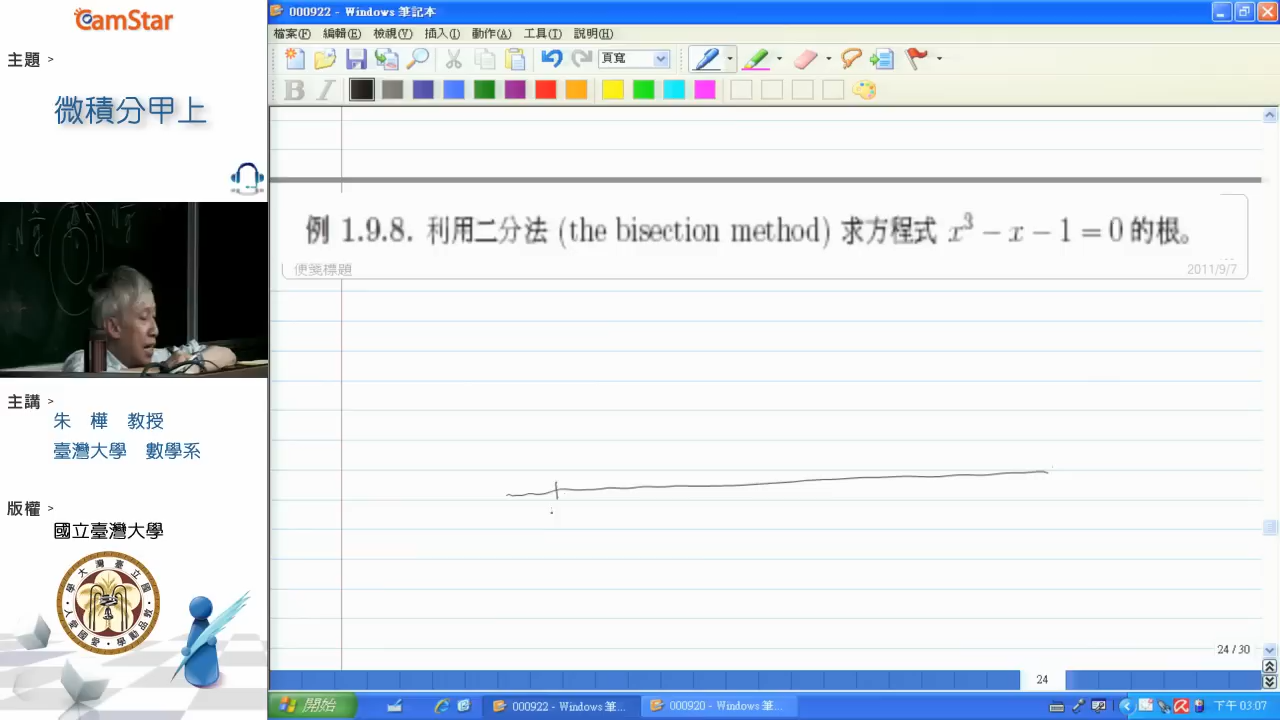 CamStar
主題 >
微積分甲上
主講 >
朱 樺 教授
臺灣大學 數學系
版權 >
國立臺灣大學
000922 - Windows 筆記本
檔案(F) 編輯(E) 檢視(V) 插入(I) 動作(A) 工具(T) 說明(H)
頁寬
B I
例 1.9.8. 利用二分法 (the bisection method) 求方程式 x³ − x − 1 = 0 的根。
便箋標題
2011/9/7
24 / 30
24
開始
000922 - Windows 筆...
000920 - Windows 筆...
下午 03:07